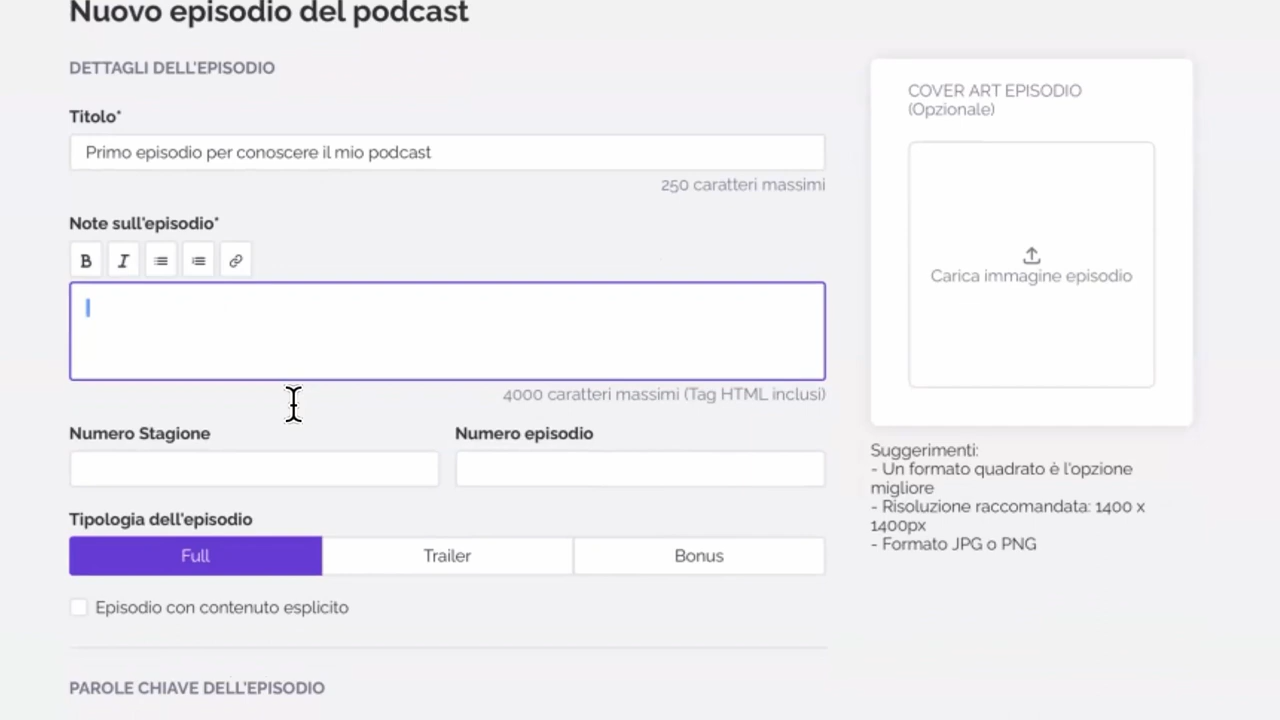 Nuovo episodio del podcast
DETTAGLI DELL'EPISODIO
Titolo*
Primo episodio per conoscere il mio podcast
250 caratteri massimi
Note sull'episodio*
B I
4000 caratteri massimi (Tag HTML inclusi)
Numero Stagione
Numero episodio
Tipologia dell'episodio
Full
Trailer
Bonus
Episodio con contenuto esplicito
PAROLE CHIAVE DELL'EPISODIO
COVER ART EPISODIO
(Opzionale)
Carica immagine episodio
Suggerimenti:
- Un formato quadrato è l'opzione
migliore
- Risoluzione raccomandata: 1400 x
1400px
- Formato JPG o PNG